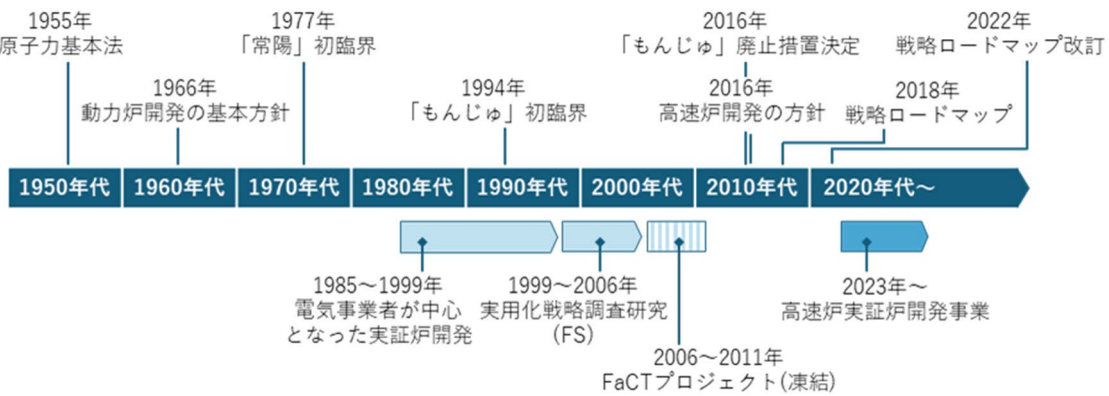 1955年
原子力基本法
1977年
「常陽」初臨界
2016年
「もんじゅ」廃止措置決定
2022年
戦略ロードマップ改訂
1966年
動力炉開発の基本方針
1994年
「もんじゅ」初臨界
2016年
高速炉開発の方針
2018年
戦略ロードマップ
1950年代
1960年代
1970年代
1980年代
1990年代
2000年代
2010年代
2020年代～
1985～1999年
電気事業者が中心
となった実証炉開発
1999～2006年
実用化戦略調査研究
(FS)
2006～2011年
FaCTプロジェクト(凍結)
2023年～
高速炉実証炉開発事業